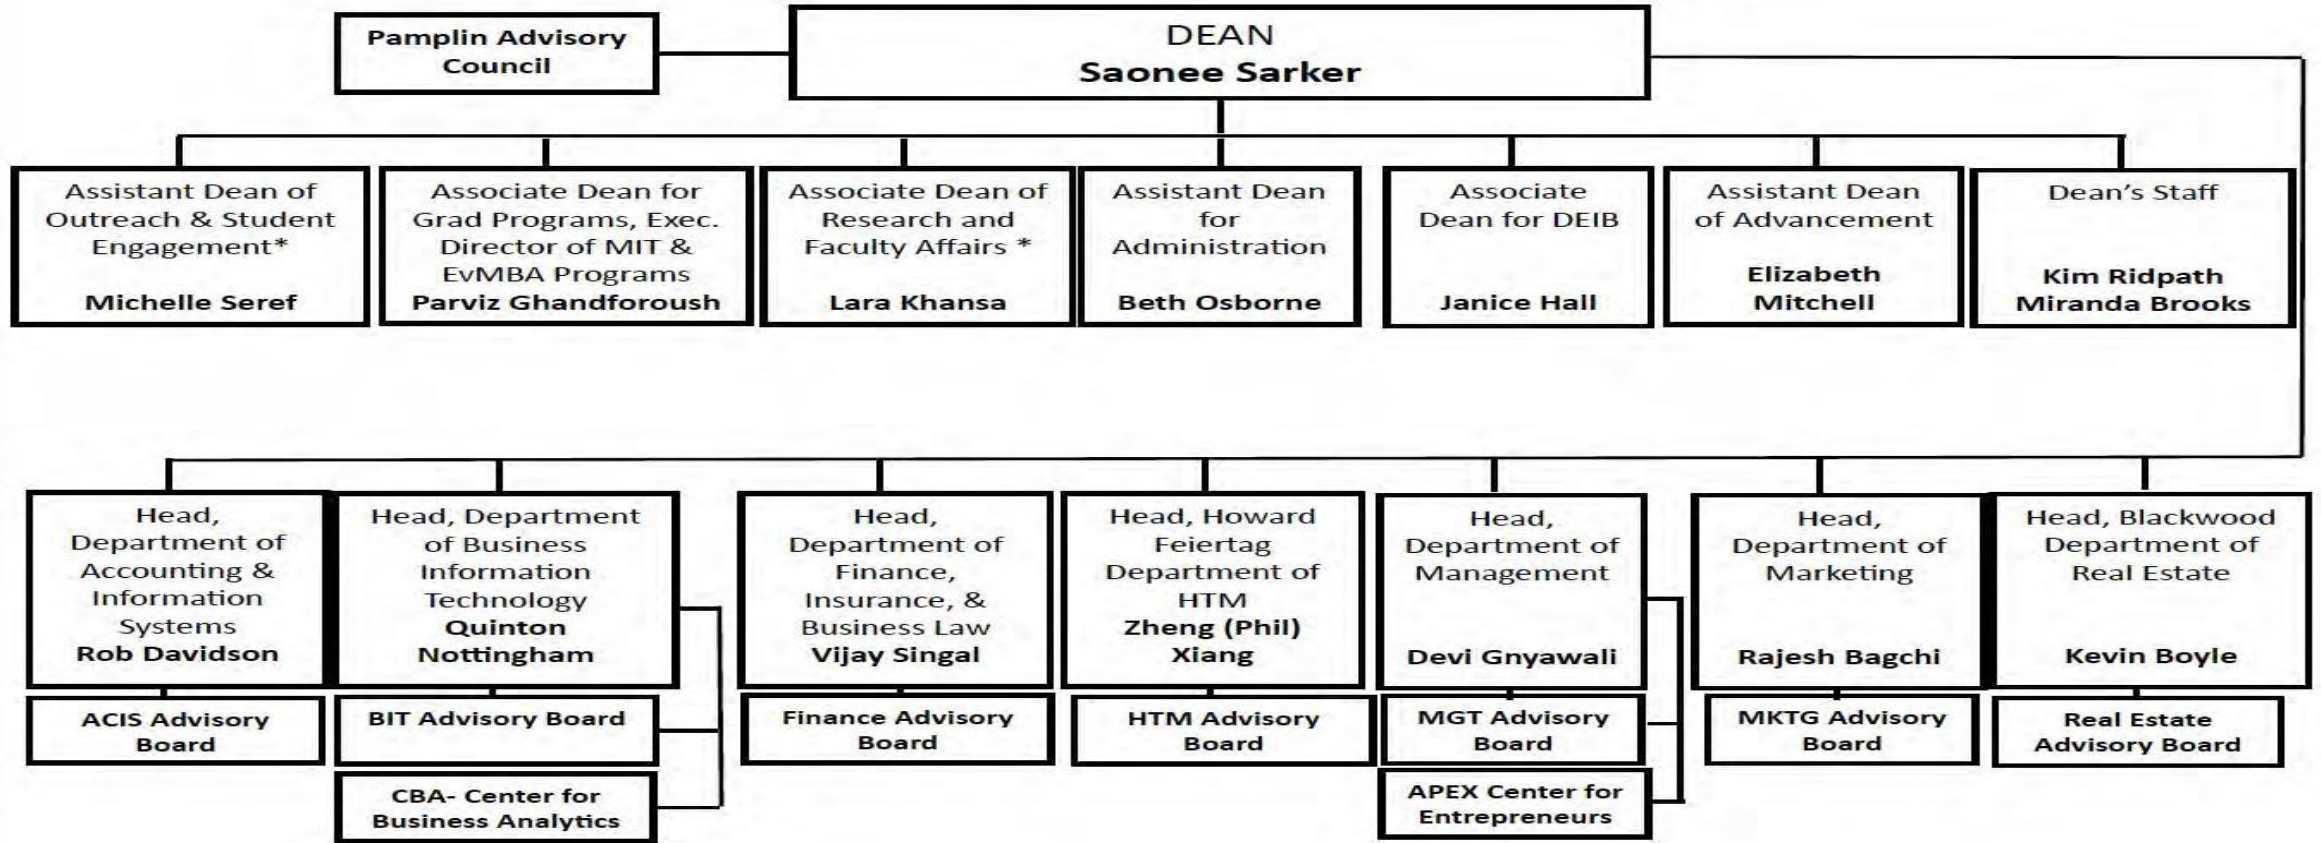 Pamplin Advisory
Council
DEAN
Saonee Sarker
Assistant Dean of
Outreach & Student
Engagement*
Michelle Seref
Associate Dean for
Grad Programs, Exec.
Director of MIT &
EvMBA Programs
Parviz Ghandforoush
Associate Dean of
Research and
Faculty Affairs *
Lara Khansa
Assistant Dean
for
Administration
Beth Osborne
Associate
Dean for DEIB
Janice Hall
Assistant Dean
of Advancement
Elizabeth
Mitchell
Dean’s Staff
Kim Ridpath
Miranda Brooks
Head,
Department of
Accounting &
Information
Systems
Rob Davidson
Head, Department
of Business
Information
Technology
Quinton
Nottingham
Head,
Department of
Finance,
Insurance, &
Business Law
Vijay Singal
Head, Howard
Feiertag
Department of
HTM
Zheng (Phil)
Xiang
Head,
Department of
Management
Devi Gnyawali
Head,
Department of
Marketing
Rajesh Bagchi
Head, Blackwood
Department of
Real Estate
Kevin Boyle
ACIS Advisory
Board
BIT Advisory Board
Finance Advisory
Board
HTM Advisory
Board
MGT Advisory
Board
MKTG Advisory
Board
Real Estate
Advisory Board
CBA- Center for
Business Analytics
APEX Center for
Entrepreneurs